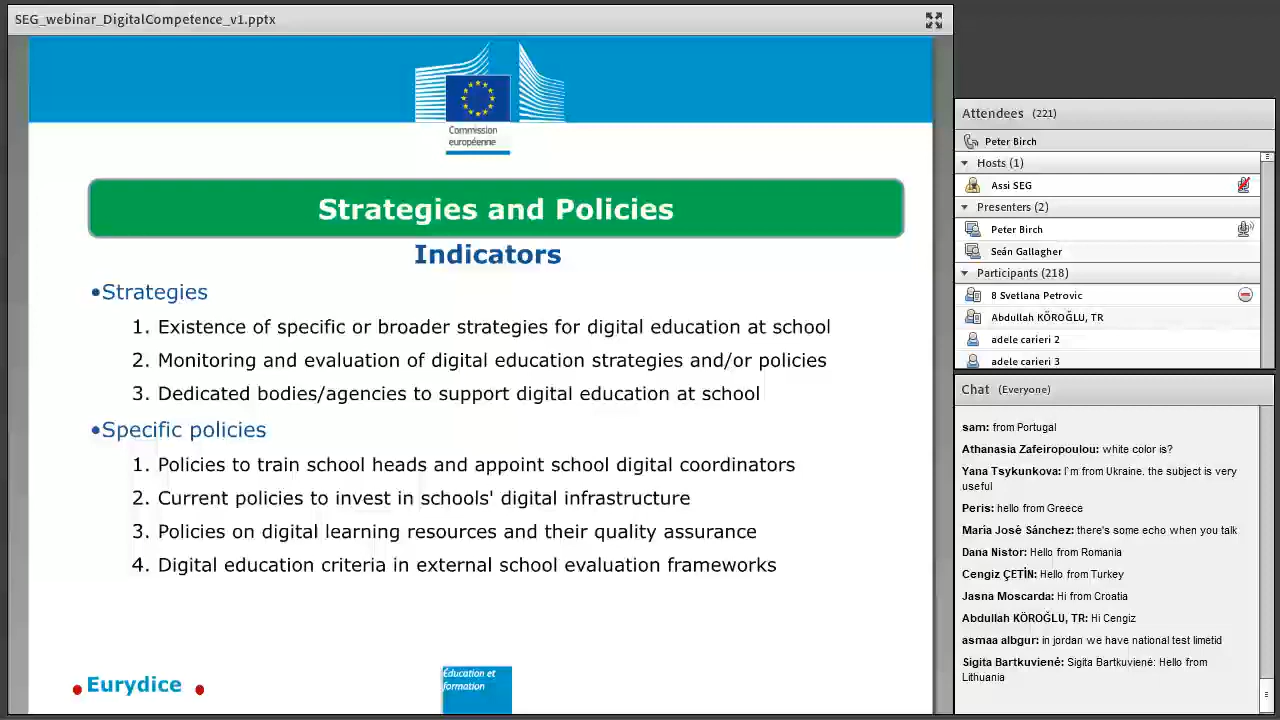 SEG_webinar_DigitalCompetence_v1.pptx
Commission
européenne
Strategies and Policies
Indicators
•Strategies
1. Existence of specific or broader strategies for digital education at school
2. Monitoring and evaluation of digital education strategies and/or policies
3. Dedicated bodies/agencies to support digital education at school
•Specific policies
1. Policies to train school heads and appoint school digital coordinators
2. Current policies to invest in schools' digital infrastructure
3. Policies on digital learning resources and their quality assurance
4. Digital education criteria in external school evaluation frameworks
Eurydice
Éducation et
formation
Attendees (221)
Peter Birch
Hosts (1)
Assi SEG
Presenters (2)
Peter Birch
Seán Gallagher
Participants (218)
8 Svetlana Petrovic
Abdullah KÖROĞLU, TR
adele carieri 2
adele carieri 3
Chat (Everyone)
sam: from Portugal
Athanasia Zafeiropoulou: white color is?
Yana Tsykunkova: I`m from Ukraine. the subject is very
useful
Peris: hello from Greece
María José Sánchez: there's some echo when you talk
Dana Nistor: Hello from Romania
Cengiz ÇETİN: Hello from Turkey
Jasna Moscarda: Hi from Croatia
Abdullah KÖROĞLU, TR: Hi Cengiz
asmaa albgur: in jordan we have national test limetid
Sigita Bartkuvienė: Sigita Bartkuvienė: Hello from
Lithuania